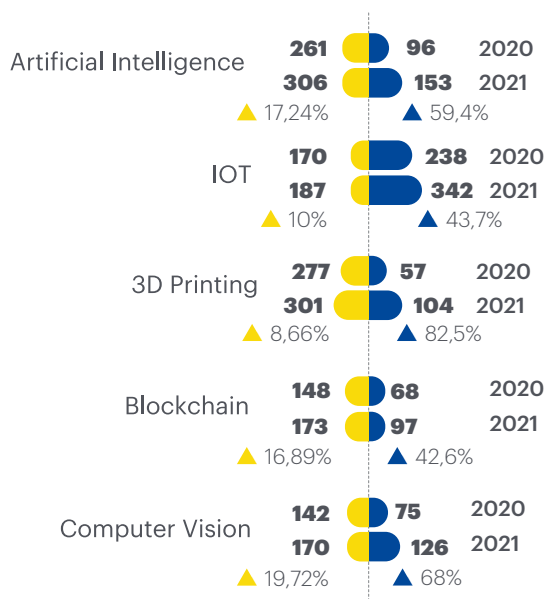 261 96 2020
Artificial Intelligence
306 153 2021
17,24% 59,4%
170 238 2020
IOT
187 342 2021
10% 43,7%
277 57 2020
3D Printing
301 104 2021
8,66% 82,5%
148 68 2020
Blockchain
173 97 2021
16,89% 42,6%
142 75 2020
Computer Vision
170 126 2021
19,72% 68%